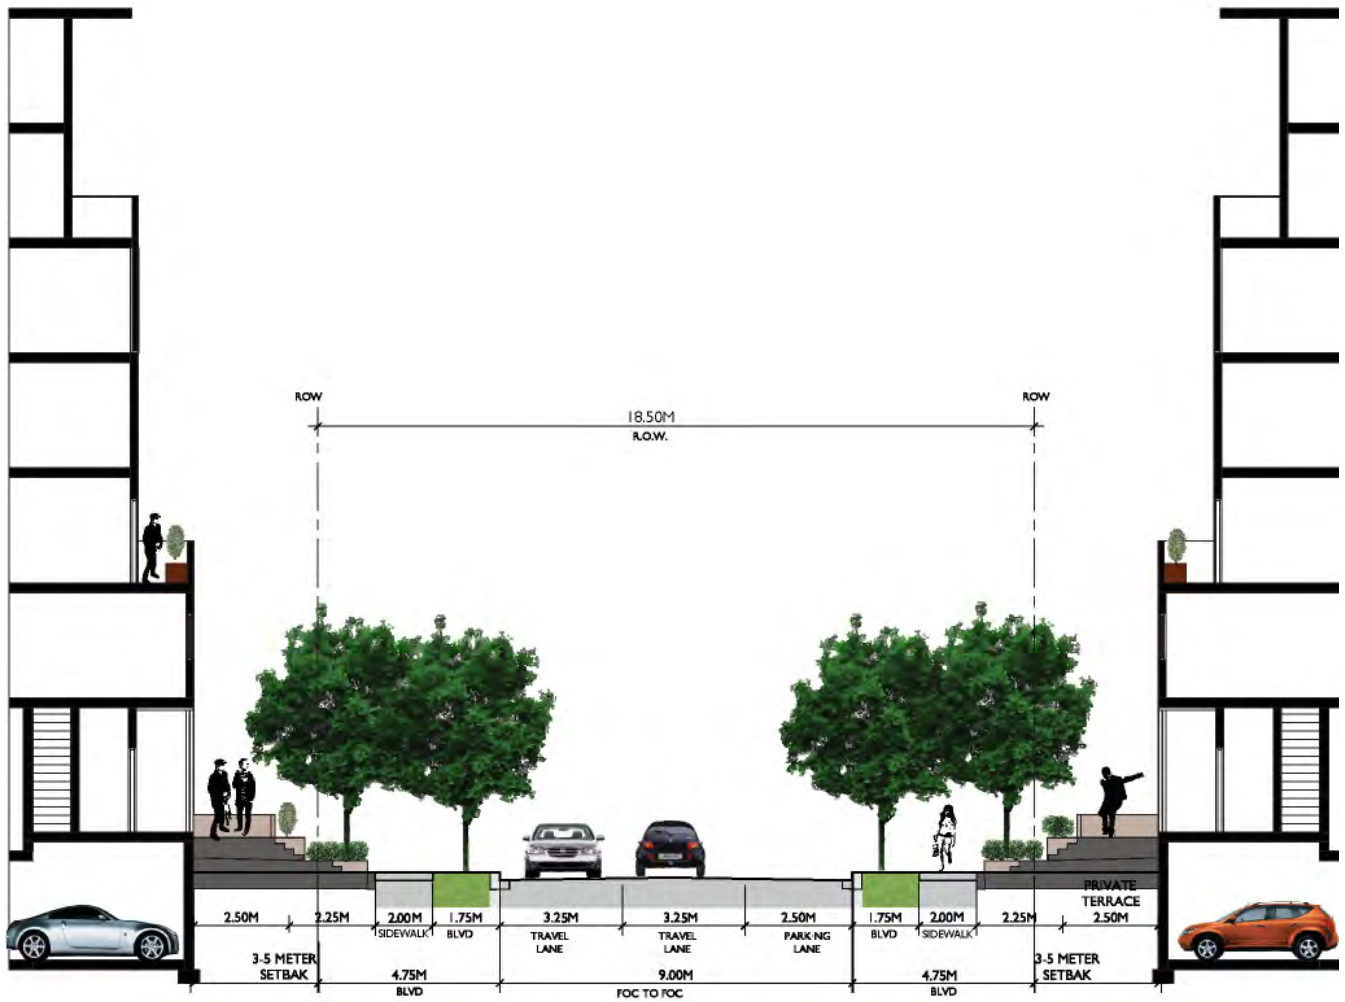 ROW
ROW
18.50M
R.O.W.
PRIVATE
TERRACE
2.50M
2.25M
2.00M
1.75M
3.25M
3.25M
2.50M
1.75M
2.00M
2.25M
2.50M
SIDEWALK
BLVD
TRAVEL
LANE
TRAVEL
LANE
PARK·NG
LANE
BLVD
SIDEWALK
3-5 METER
SETBAK
4.75M
BLVD
9.00M
FOC TO FOC
4.75M
BLVD
3-5 METER
SETBAK